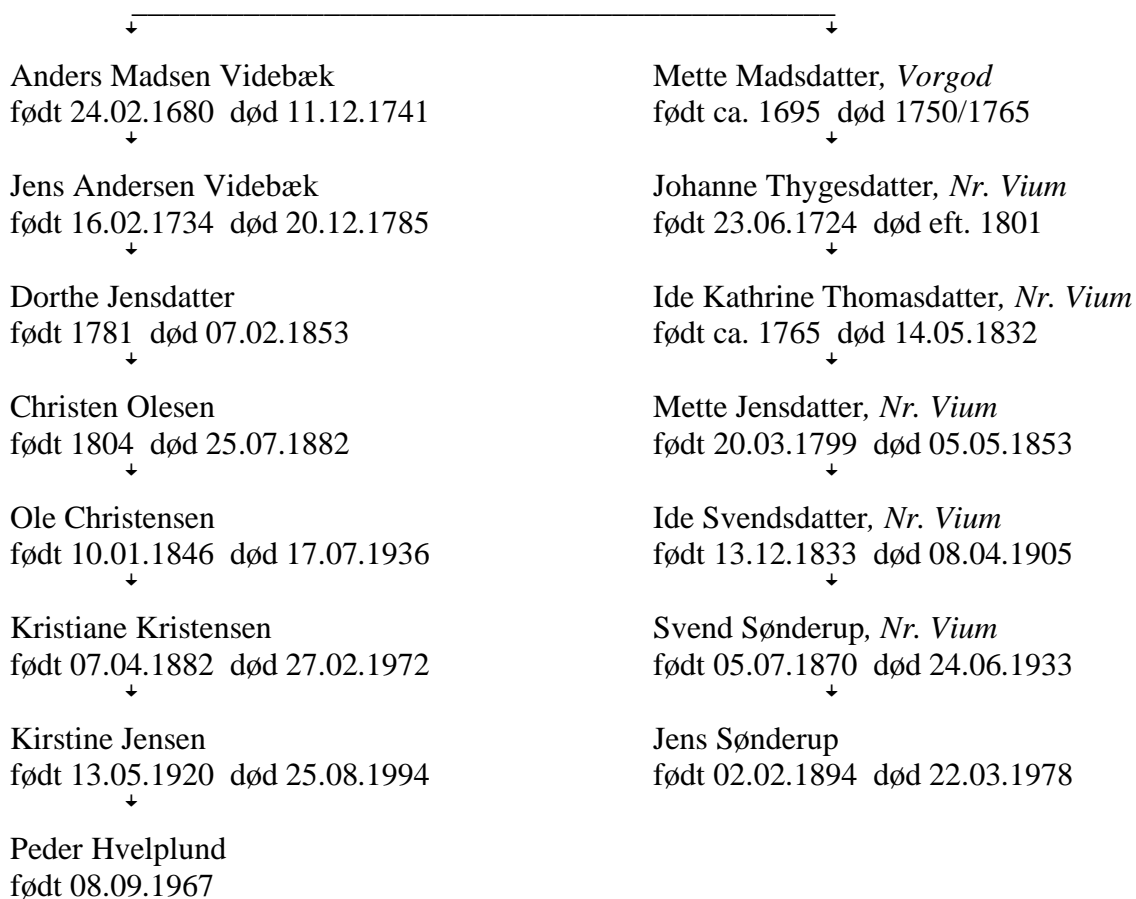 Anders Madsen Videbæk
født 24.02.1680 død 11.12.1741
Jens Andersen Videbæk
født 16.02.1734 død 20.12.1785
Dorthe Jensdatter
født 1781 død 07.02.1853
Christen Olesen
født 1804 død 25.07.1882
Ole Christensen
født 10.01.1846 død 17.07.1936
Kristiane Kristensen
født 07.04.1882 død 27.02.1972
Kirstine Jensen
født 13.05.1920 død 25.08.1994
Peder Hvelplund
født 08.09.1967
Mette Madsdatter, Vorgod
født ca. 1695 død 1750/1765
Johanne Thygesdatter, Nr. Vium
født 23.06.1724 død eft. 1801
Ide Kathrine Thomasdatter, Nr. Vium
født ca. 1765 død 14.05.1832
Mette Jensdatter, Nr. Vium
født 20.03.1799 død 05.05.1853
Ide Svendsdatter, Nr. Vium
født 13.12.1833 død 08.04.1905
Svend Sønderup, Nr. Vium
født 05.07.1870 død 24.06.1933
Jens Sønderup
født 02.02.1894 død 22.03.1978